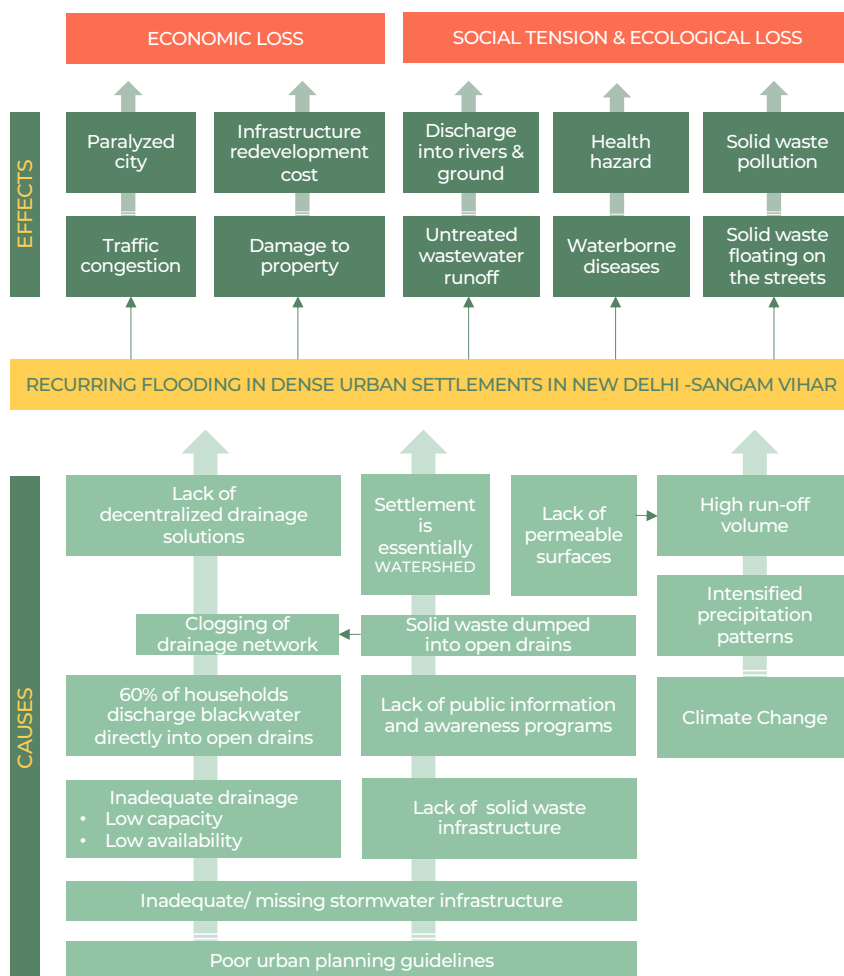 ECONOMIC LOSS
SOCIAL TENSION & ECOLOGICAL LOSS
EFFECTS
Paralyzed
city
Infrastructure
redevelopment
cost
Discharge
into rivers &
ground
Health
hazard
Solid waste
pollution
Traffic
congestion
Damage to
property
Untreated
wastewater
runoff
Waterborne
diseases
Solid waste
floating on
the streets
RECURRING FLOODING IN DENSE URBAN SETTLEMENTS IN NEW DELHI -SANGAM VIHAR
CAUSES
Lack of
decentralized drainage
solutions
Settlement
is
essentially
WATERSHED
Lack of
permeable
surfaces
High run-off
volume
Intensified
precipitation
patterns
Clogging of
drainage network
Solid waste dumped
into open drains
60% of households
discharge blackwater
directly into open drains
Lack of public information
and awareness programs
Climate Change
Inadequate drainage
• Low capacity
• Low availability
Lack of solid waste
infrastructure
Inadequate/ missing stormwater infrastructure
Poor urban planning guidelines